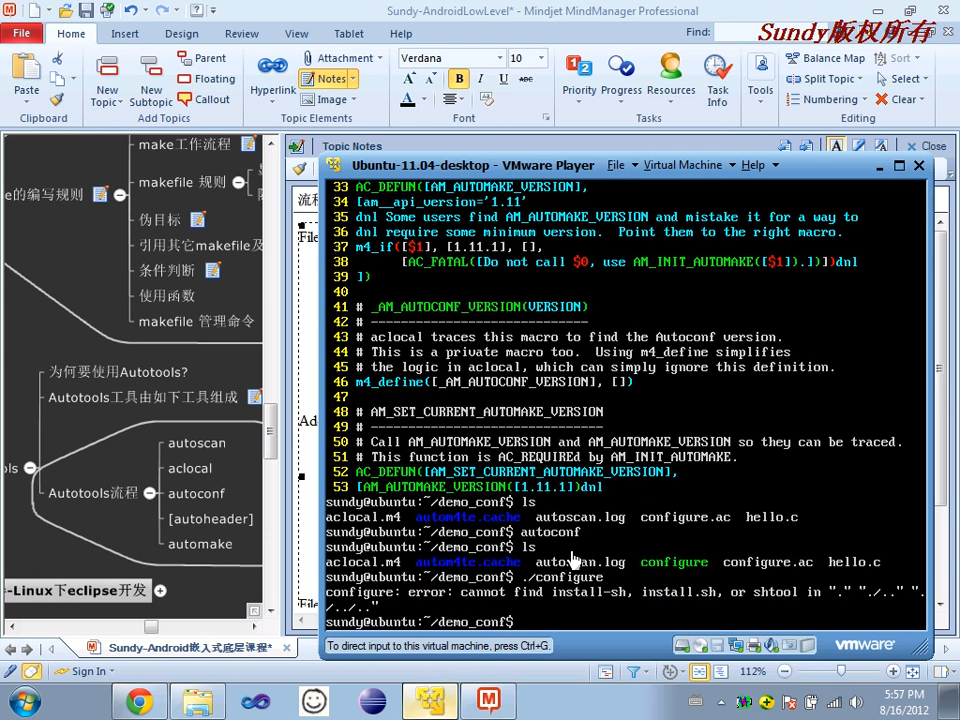 Sundy-AndroidLowLevel* - Mindjet MindManager Professional
Sundy版权所有
File
Home
Insert
Design
Review
View
Tablet
Help
Find:
Paste
Clipboard
New Topic
New Subtopic
Parent
Floating
Callout
Add Topics
Hyperlink
Attachment
Notes
Image
Topic Elements
Verdana
10
B
I
U
ABC
A
Font
Priority
Progress
Resources
Task Info
Tasks
Tools
Balance Map
Split Topic
Numbering
Sort
Select
Clear
Editing
make工作流程
makefile 规则
e的编写规则
伪目标
引用其它makefile及
条件判断
使用函数
makefile 管理命令
为何要使用Autotools?
Autotools工具由如下工具组成
autoscan
aclocal
ols
Autotools流程
autoconf
[autoheader]
automake
-Linux下eclipse开发
Topic Notes
Close
Ubuntu-11.04-desktop - VMware Player
File
Virtual Machine
Help
33 AC_DEFUN([AM_AUTOMAKE_VERSION],
34 [am__api_version='1.11'
35 dnl Some users find AM_AUTOMAKE_VERSION and mistake it for a way to
36 dnl require some minimum version.  Point them to the right macro.
37 m4_if([$1], [1.11.1], [],
38       [AC_FATAL([Do not call $0, use AM_INIT_AUTOMAKE([$1]).])])dnl
39 ])
40
41 # _AM_AUTOCONF_VERSION(VERSION)
42 # -----------------------------
43 # aclocal traces this macro to find the Autoconf version.
44 # This is a private macro too.  Using m4_define simplifies
45 # the logic in aclocal, which can simply ignore this definition.
46 m4_define([_AM_AUTOCONF_VERSION], [])
47
48 # AM_SET_CURRENT_AUTOMAKE_VERSION
49 # -------------------------------
50 # Call AM_AUTOMAKE_VERSION and AM_AUTOMAKE_VERSION so they can be traced.
51 # This function is AC_REQUIREd by AM_INIT_AUTOMAKE.
52 AC_DEFUN([AM_SET_CURRENT_AUTOMAKE_VERSION],
53 [AM_AUTOMAKE_VERSION([1.11.1])dnl
sundy@ubuntu:~/demo_conf$ ls
aclocal.m4  autom4te.cache  autoscan.log  configure.ac  hello.c
sundy@ubuntu:~/demo_conf$ autoconf
sundy@ubuntu:~/demo_conf$ ls
aclocal.m4  autom4te.cache  autoscan.log  configure  configure.ac  hello.c
sundy@ubuntu:~/demo_conf$ ./configure
configure: error: cannot find install-sh, install.sh, or shtool in "." "./.." ".
/../.."
sundy@ubuntu:~/demo_conf$
To direct input to this virtual machine, press Ctrl+G.
vmware
Sundy-Android嵌入式底层课程*
Sign In
112%
5:57 PM
8/16/2012